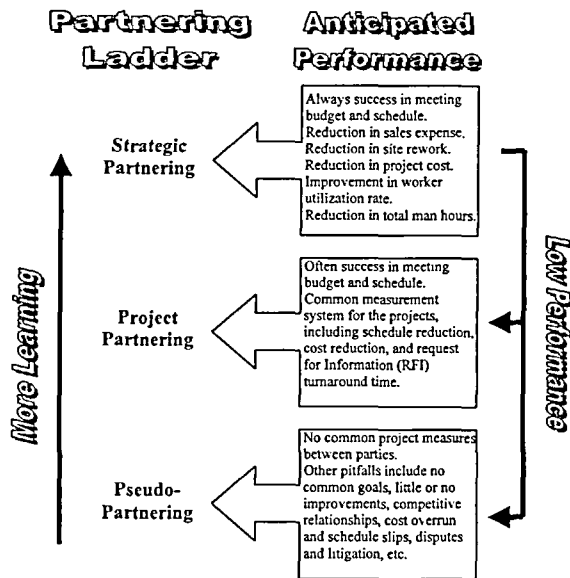 Partnering
Ladder
Anticipated
Performance
Strategic
Partnering
Always success in meeting
budget and schedule.
Reduction in sales expense.
Reduction in site rework.
Reduction in project cost.
Improvement in worker
utilization rate.
Reduction in total man hours.
Project
Partnering
Often success in meeting
budget and schedule.
Common measurement
system for the projects,
including schedule reduction,
cost reduction, and request
for Information (RFI)
turnaround time.
Pseudo-
Partnering
No common project measures
between parties.
Other pitfalls include no
common goals, little or no
improvements, competitive
relationships, cost overrun
and schedule slips, disputes
and litigation, etc.
More Learning
Low Performance